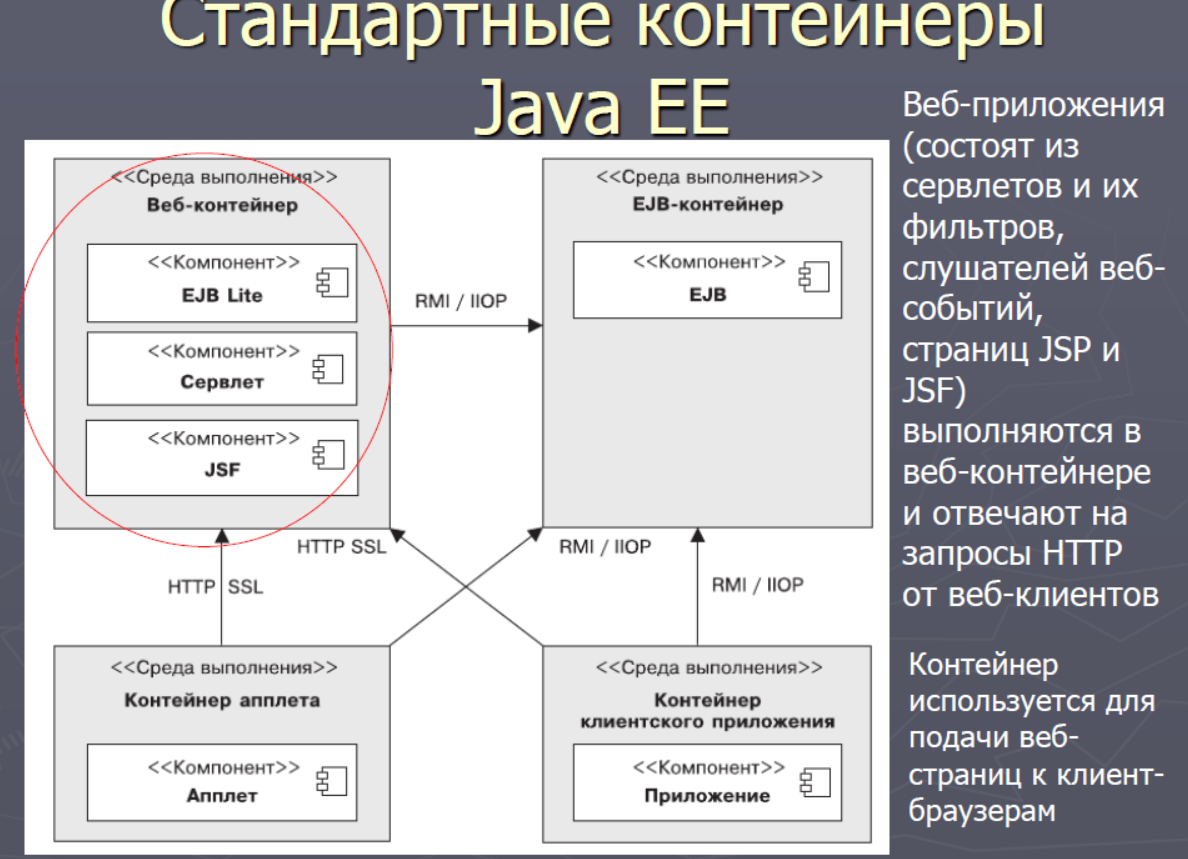 Стандартные контейнеры
Java EE
<<Среда выполнения>>
Веб-контейнер
<<Компонент>>
EJB Lite
<<Компонент>>
Сервлет
<<Компонент>>
JSF
RMI / IIOP
<<Среда выполнения>>
EJB-контейнер
<<Компонент>>
EJB
HTTP SSL
RMI / IIOP
HTTP SSL
RMI / IIOP
<<Среда выполнения>>
Контейнер апплета
<<Компонент>>
Апплет
<<Среда выполнения>>
Контейнер
клиентского приложения
<<Компонент>>
Приложение
Веб-приложения
(состоят из
сервлетов и их
фильтров,
слушателей веб-
событий,
страниц JSP и
JSF)
выполняются в
веб-контейнере
и отвечают на
запросы HTTP
от веб-клиентов
Контейнер
используется для
подачи веб-
страниц к клиент-
браузерам